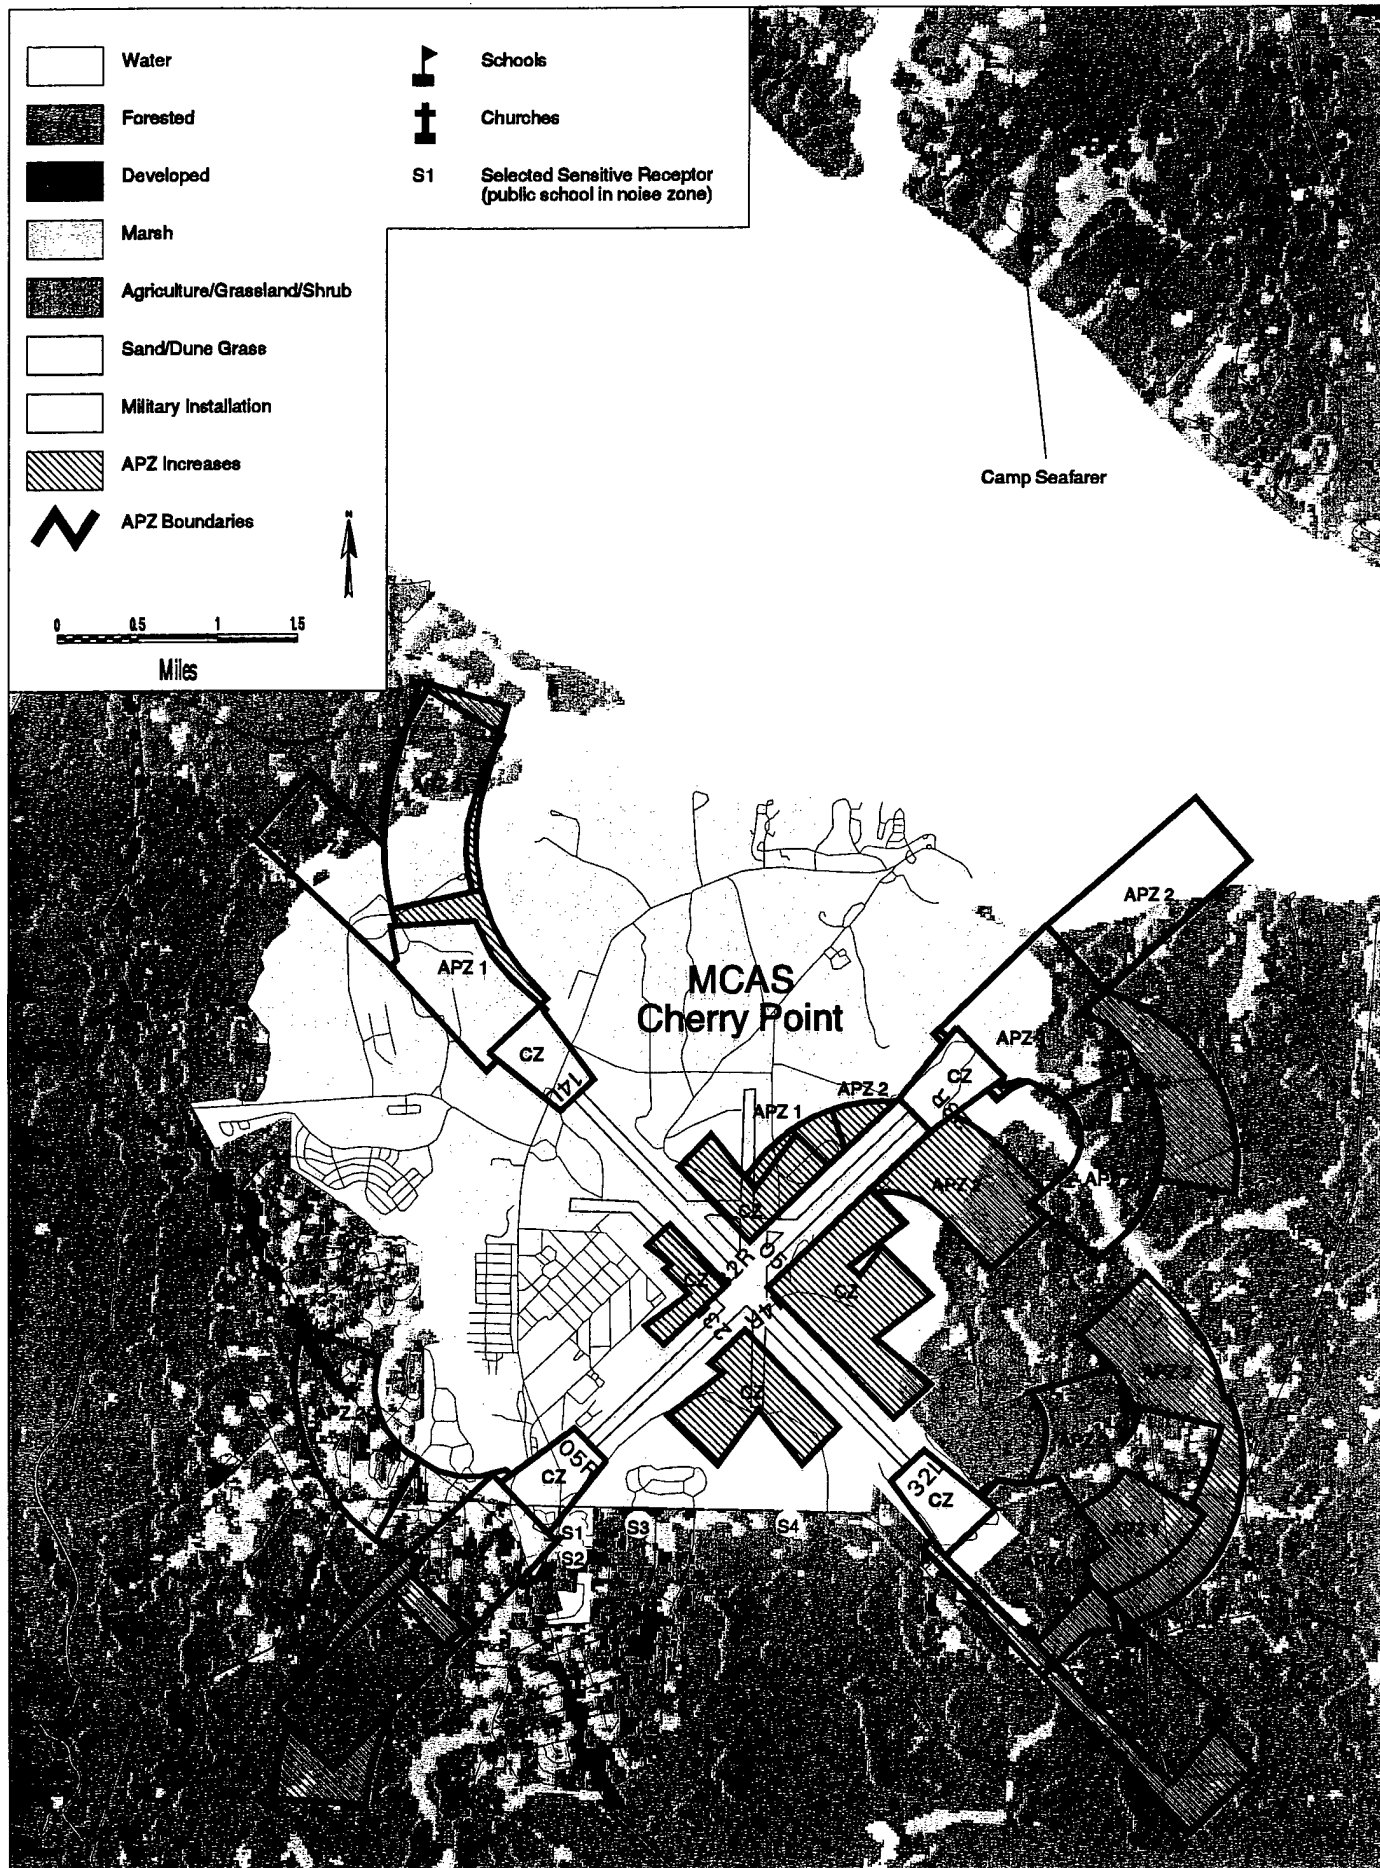 Water
Forested
Developed
Marsh
Agriculture/Grassland/Shrub
Sand/Dune Grass
Military Installation
APZ Increases
APZ Boundaries
Schools
Churches
S1 Selected Sensitive Receptor
(public school in noise zone)
N
0 0.5 1 1.5
Miles
Camp Seafarer
APZ 2
APZ 1
MCAS
Cherry Point
CZ
14L
APZ
CZ
APZ 2
APZ 1
CZ
05R
CZ
32L
CZ
S1
S2
S3
S4